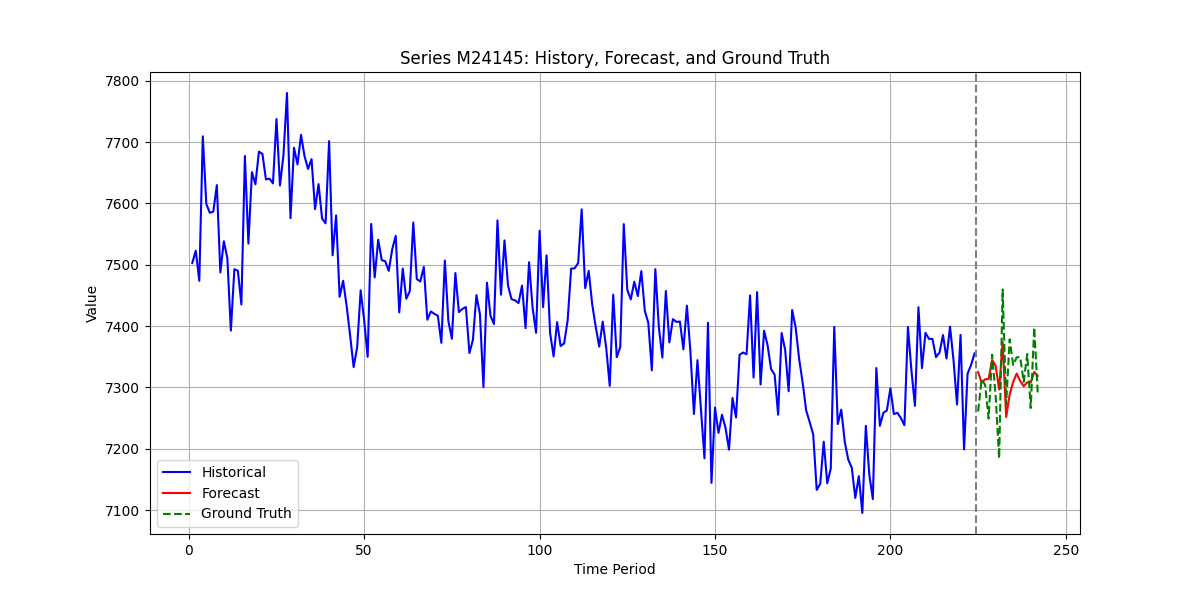 Series M24145: History, Forecast, and Ground Truth
Value
7800
7700
7600
7500
7400
7300
7200
7100
Historical
Forecast
Ground Truth
0
50
100
150
200
250
Time Period